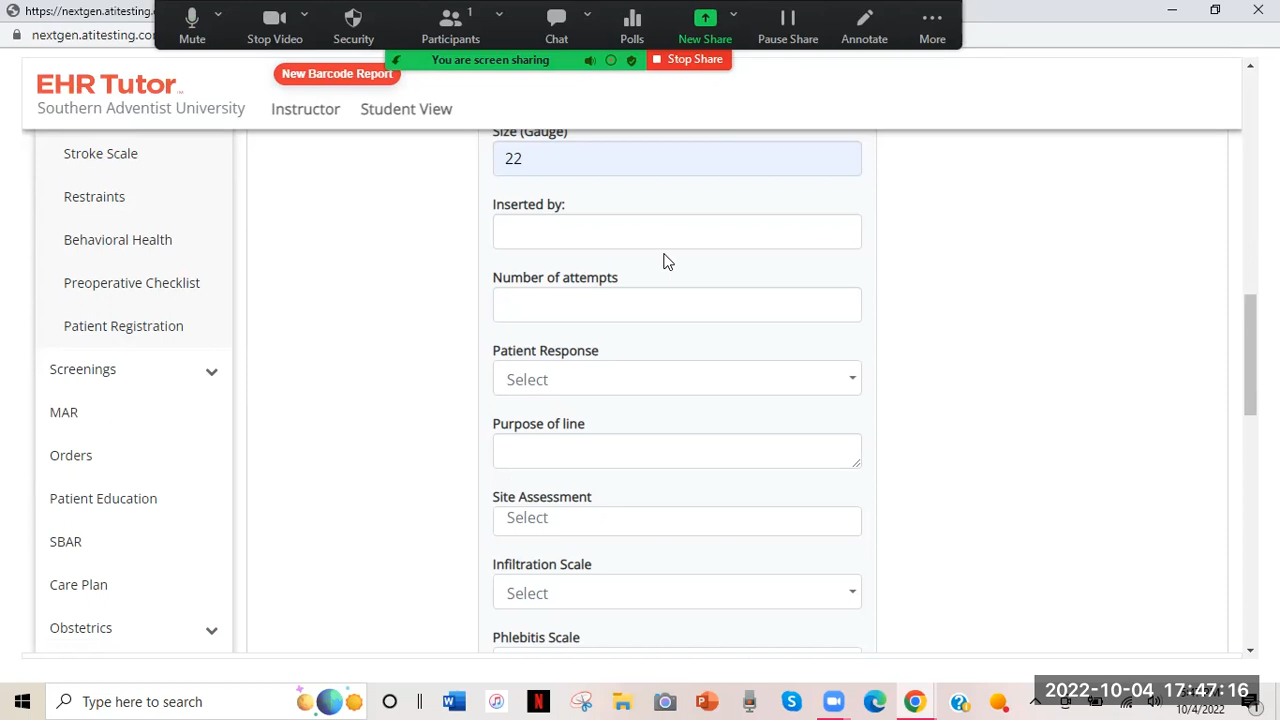 https://nextgen.atitesting.
nextgen.atitesting.co
Mute
Stop Video
Security
1
Participants
Chat
Polls
New Share
Pause Share
Annotate
More
You are screen sharing
Stop Share
EHR Tutor
Southern Adventist University
New Barcode Report
Instructor
Student View
Stroke Scale
Restraints
Behavioral Health
Preoperative Checklist
Patient Registration
Screenings
MAR
Orders
Patient Education
SBAR
Care Plan
Obstetrics
Size (Gauge)
22
Inserted by:
Number of attempts
Patient Response
Select
Purpose of line
Site Assessment
Select
Infiltration Scale
Select
Phlebitis Scale
Type here to search
2022-10-04 17:47:16
10/4/2022